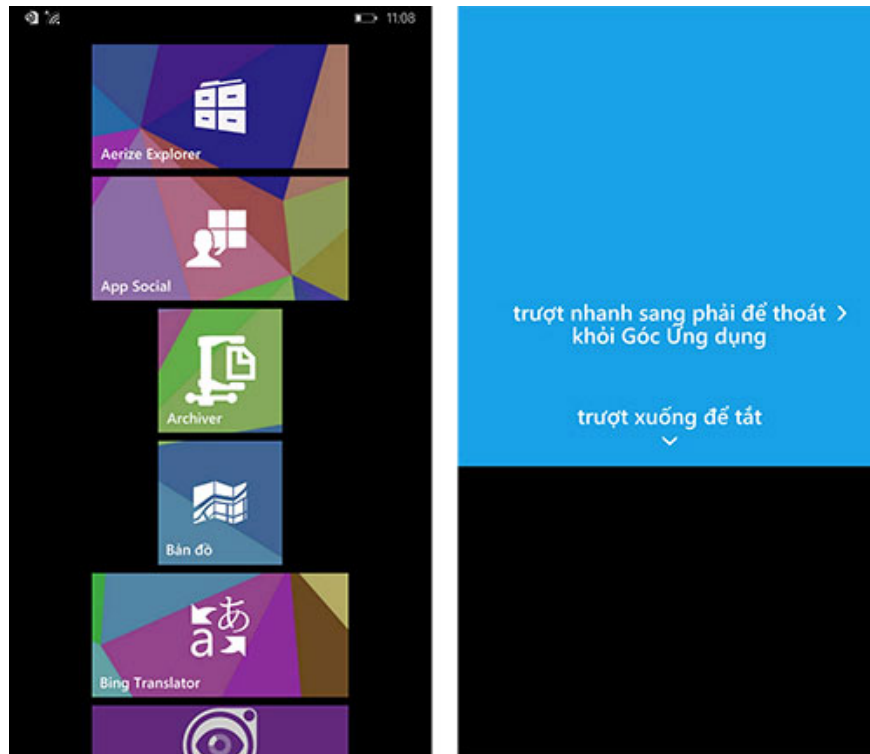 11:08
Aerize Explorer
App Social
Archiver
Bản đồ
Bing Translator
trượt nhanh sang phải để thoát
khỏi Góc Ứng dụng
trượt xuống để tắt